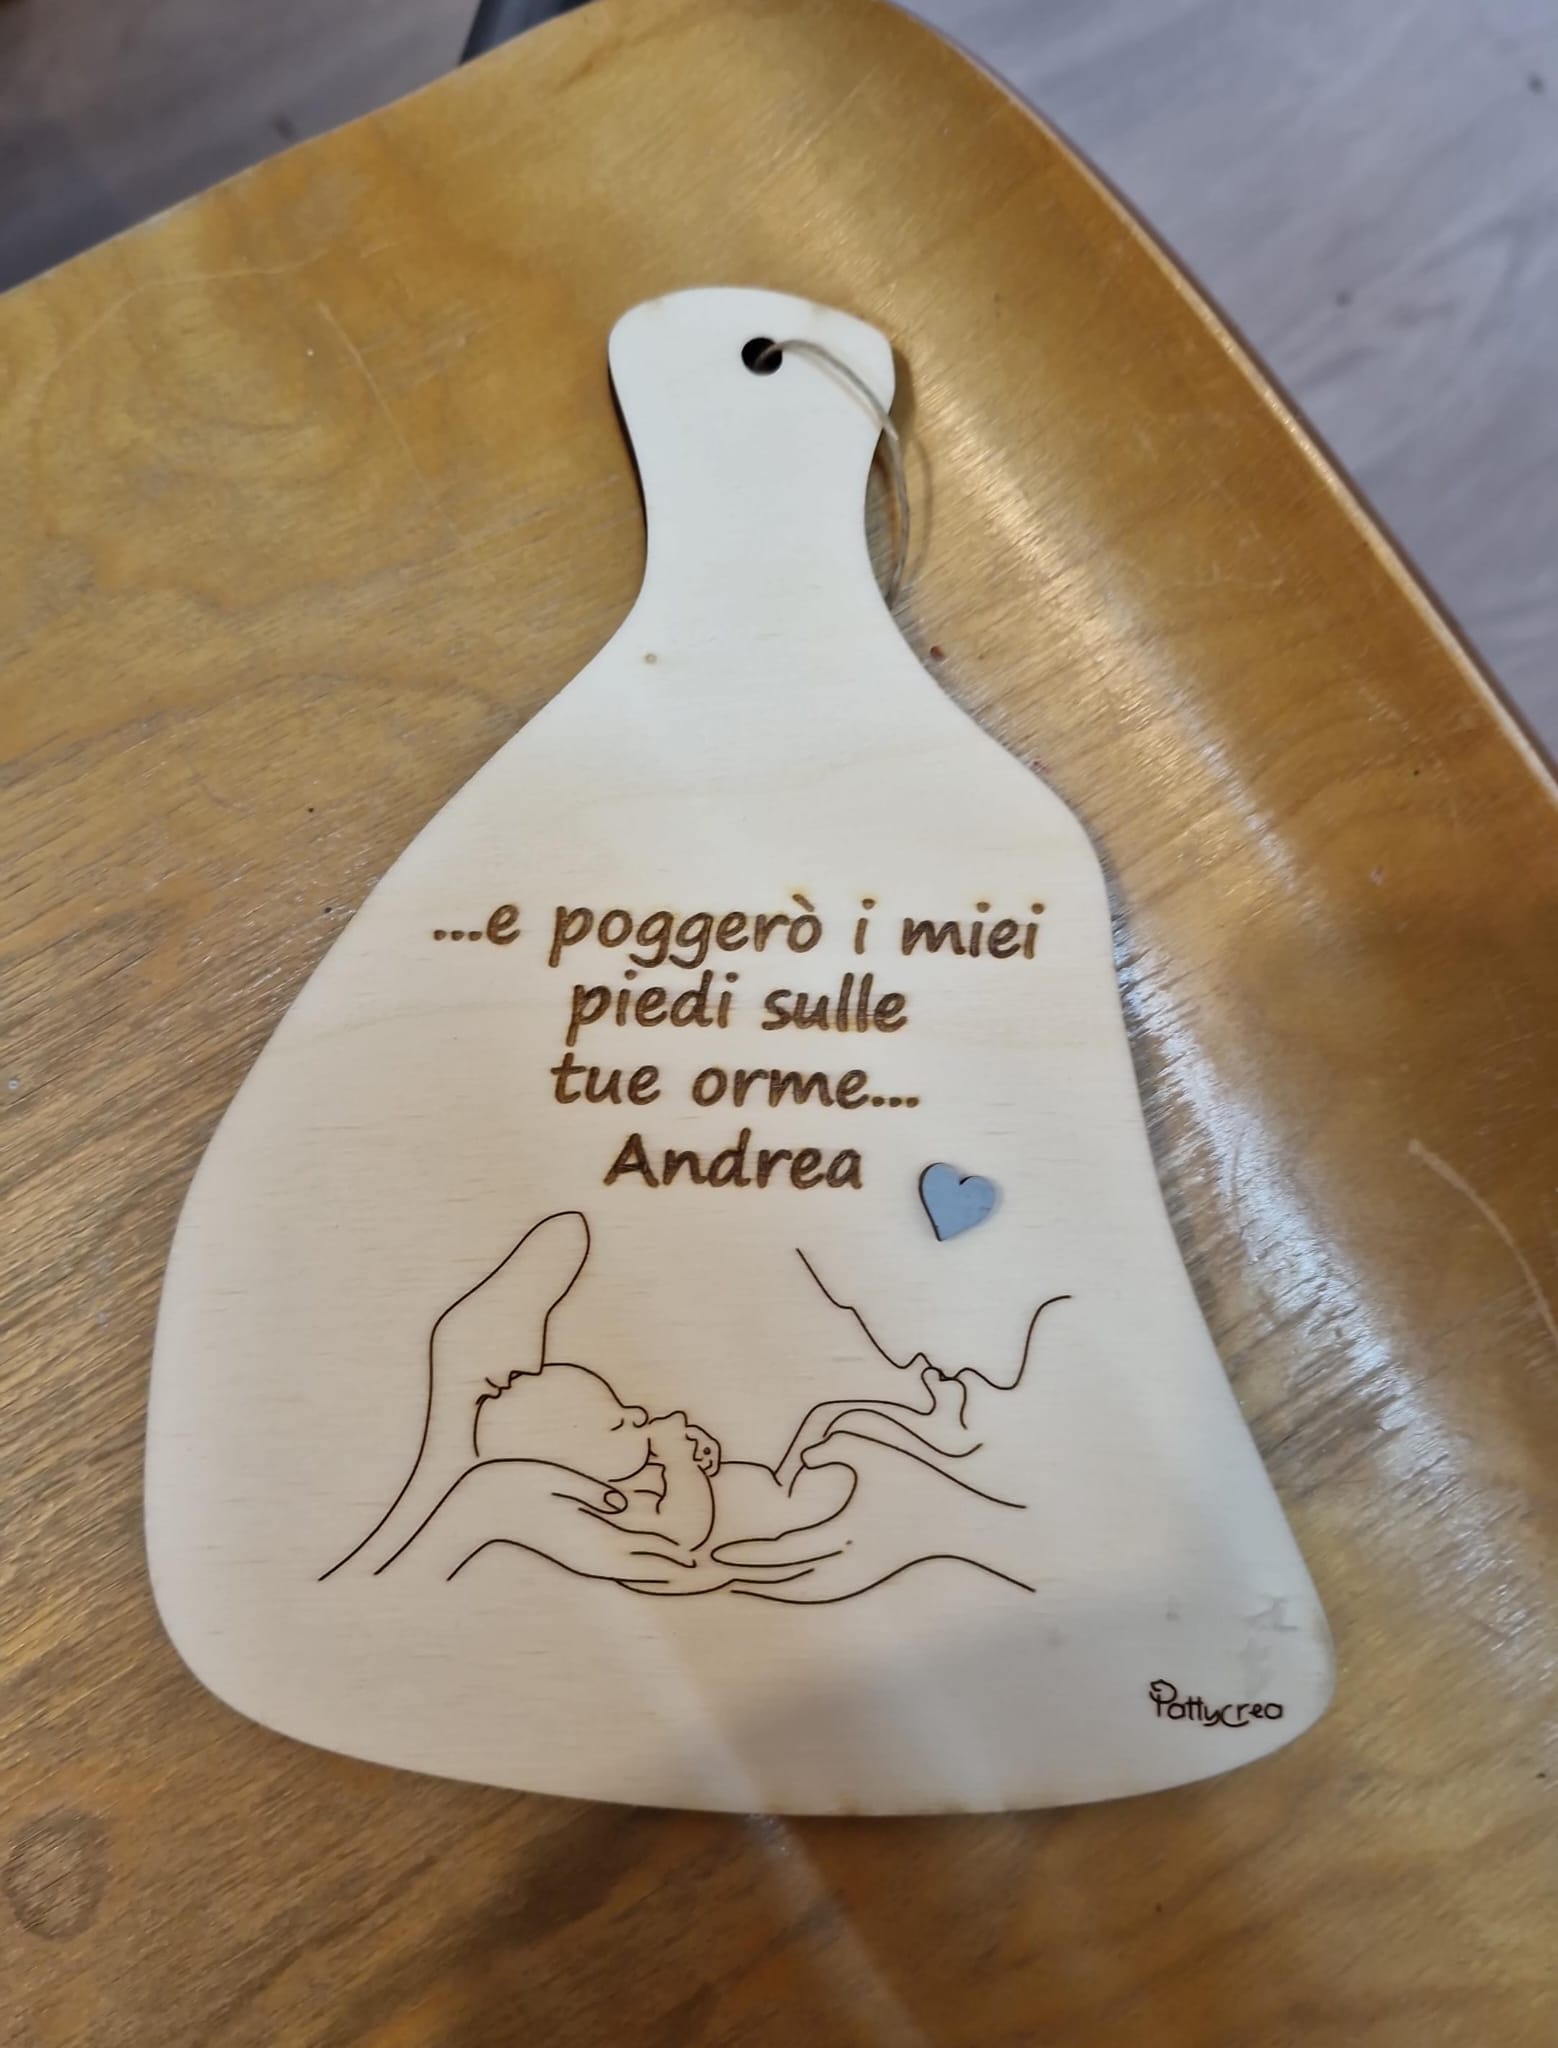 ...e poggerò i miei
piedi sulle
tue orme...
Andrea
Pattycrea